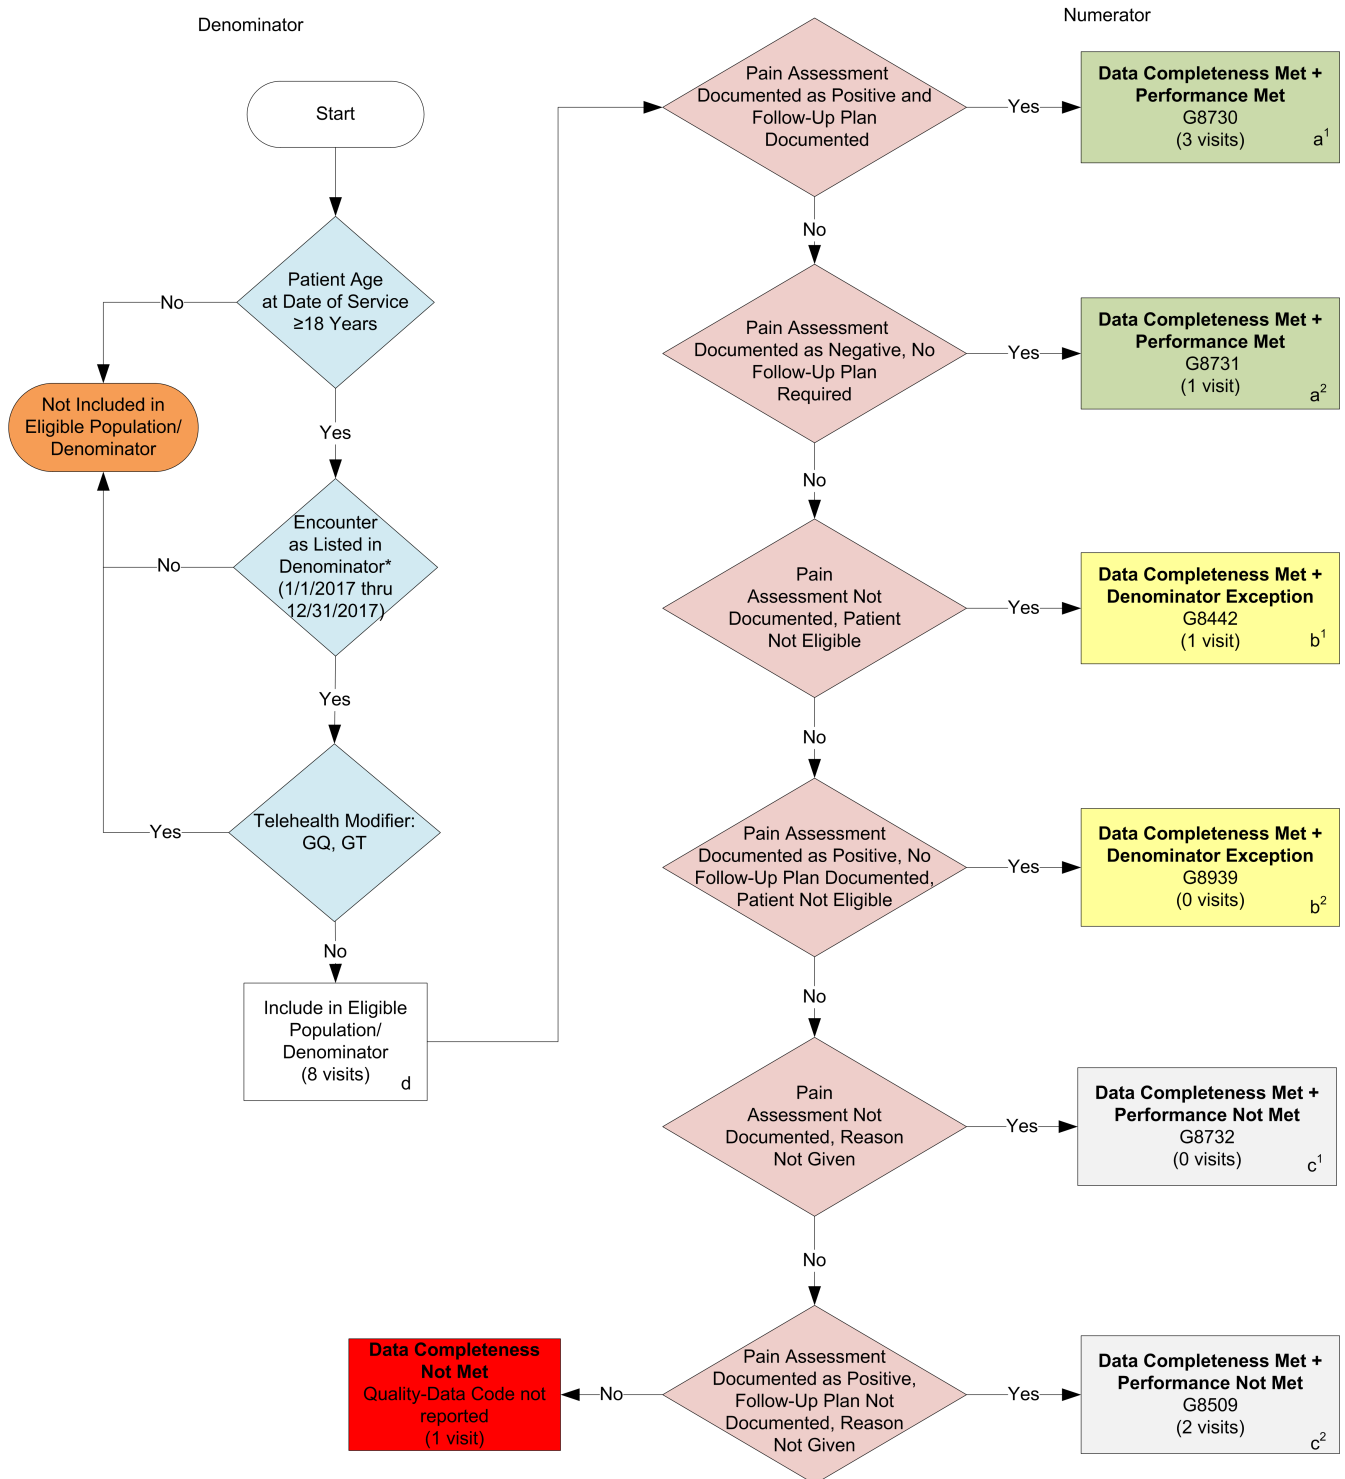 Denominator
Start
Patient Age
at Date of Service
≥18 Years
No
Not Included in
Eligible Population/
Denominator
Yes
Encounter
as Listed in
Denominator*
(1/1/2017 thru
12/31/2017)
No
Yes
Telehealth Modifier:
GQ, GT
Yes
No
Include in Eligible
Population/
Denominator
(8 visits)
d
Numerator
Pain Assessment
Documented as Positive and
Follow-Up Plan
Documented
Yes
Data Completeness Met +
Performance Met
G8730
(3 visits)
a1
No
Pain Assessment
Documented as Negative, No
Follow-Up Plan
Required
Yes
Data Completeness Met +
Performance Met
G8731
(1 visit)
a2
No
Pain
Assessment Not
Documented, Patient
Not Eligible
Yes
Data Completeness Met +
Denominator Exception
G8442
(1 visit)
b1
No
Pain Assessment
Documented as Positive, No
Follow-Up Plan Documented,
Patient Not Eligible
Yes
Data Completeness Met +
Denominator Exception
G8939
(0 visits)
b2
No
Pain
Assessment Not
Documented, Reason
Not Given
Yes
Data Completeness Met +
Performance Not Met
G8732
(0 visits)
c1
No
Pain Assessment
Documented as Positive,
Follow-Up Plan Not
Documented, Reason
Not Given
Yes
Data Completeness Met +
Performance Not Met
G8509
(2 visits)
c2
No
Data Completeness
Not Met
Quality-Data Code not
reported
(1 visit)